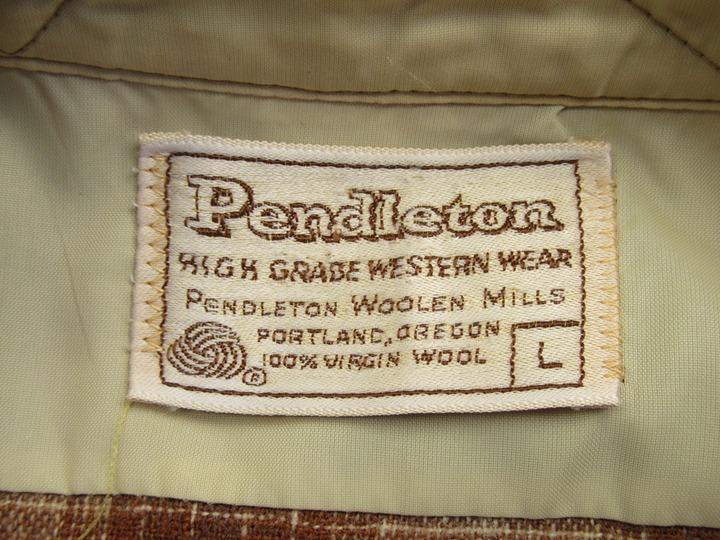 Pendleton
HIGH GRADE WESTERN WEAR
PENDLETON WOOLEN MILLS
PORTLAND, OREGON
100% VIRGIN WOOL
®
L